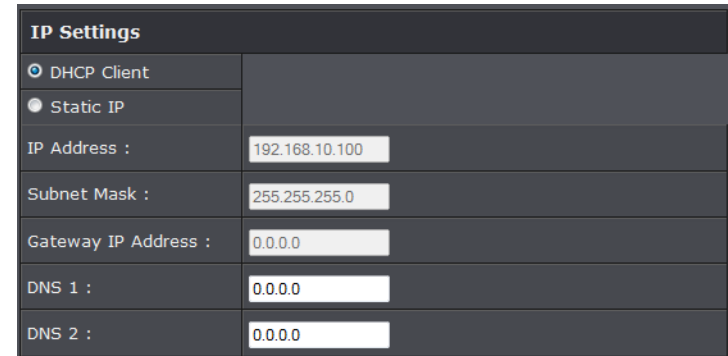 IP Settings
DHCP Client
Static IP
IP Address : 192.168.10.100
Subnet Mask : 255.255.255.0
Gateway IP Address : 0.0.0.0
DNS 1 : 0.0.0.0
DNS 2 : 0.0.0.0